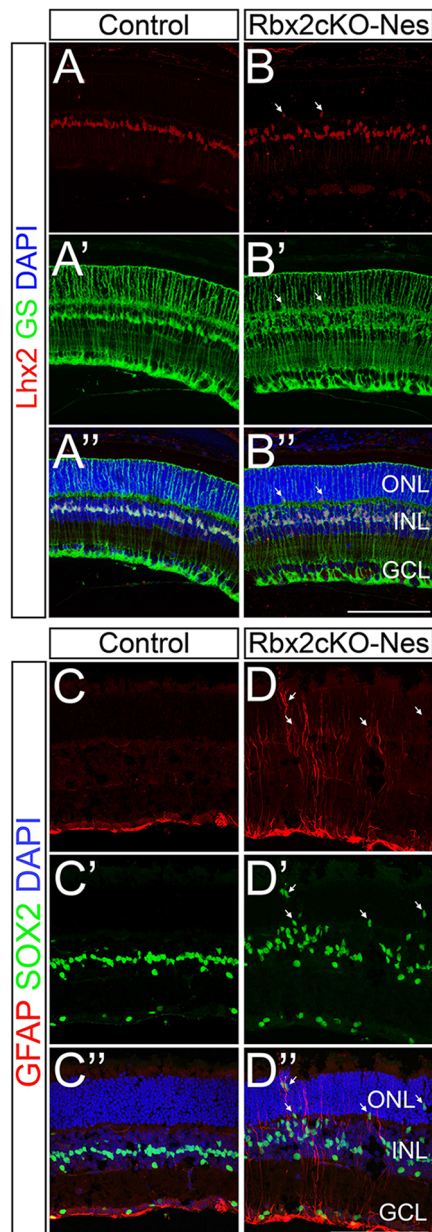 Control Rbx2cKO-Nes
Lhx2 GS DAPI
A B
A' B'
A'' B''
ONL
INL
GCL
Control Rbx2cKO-Nes
GFAP SOX2 DAPI
C D
C' D'
C'' D''
ONL
INL
GCL